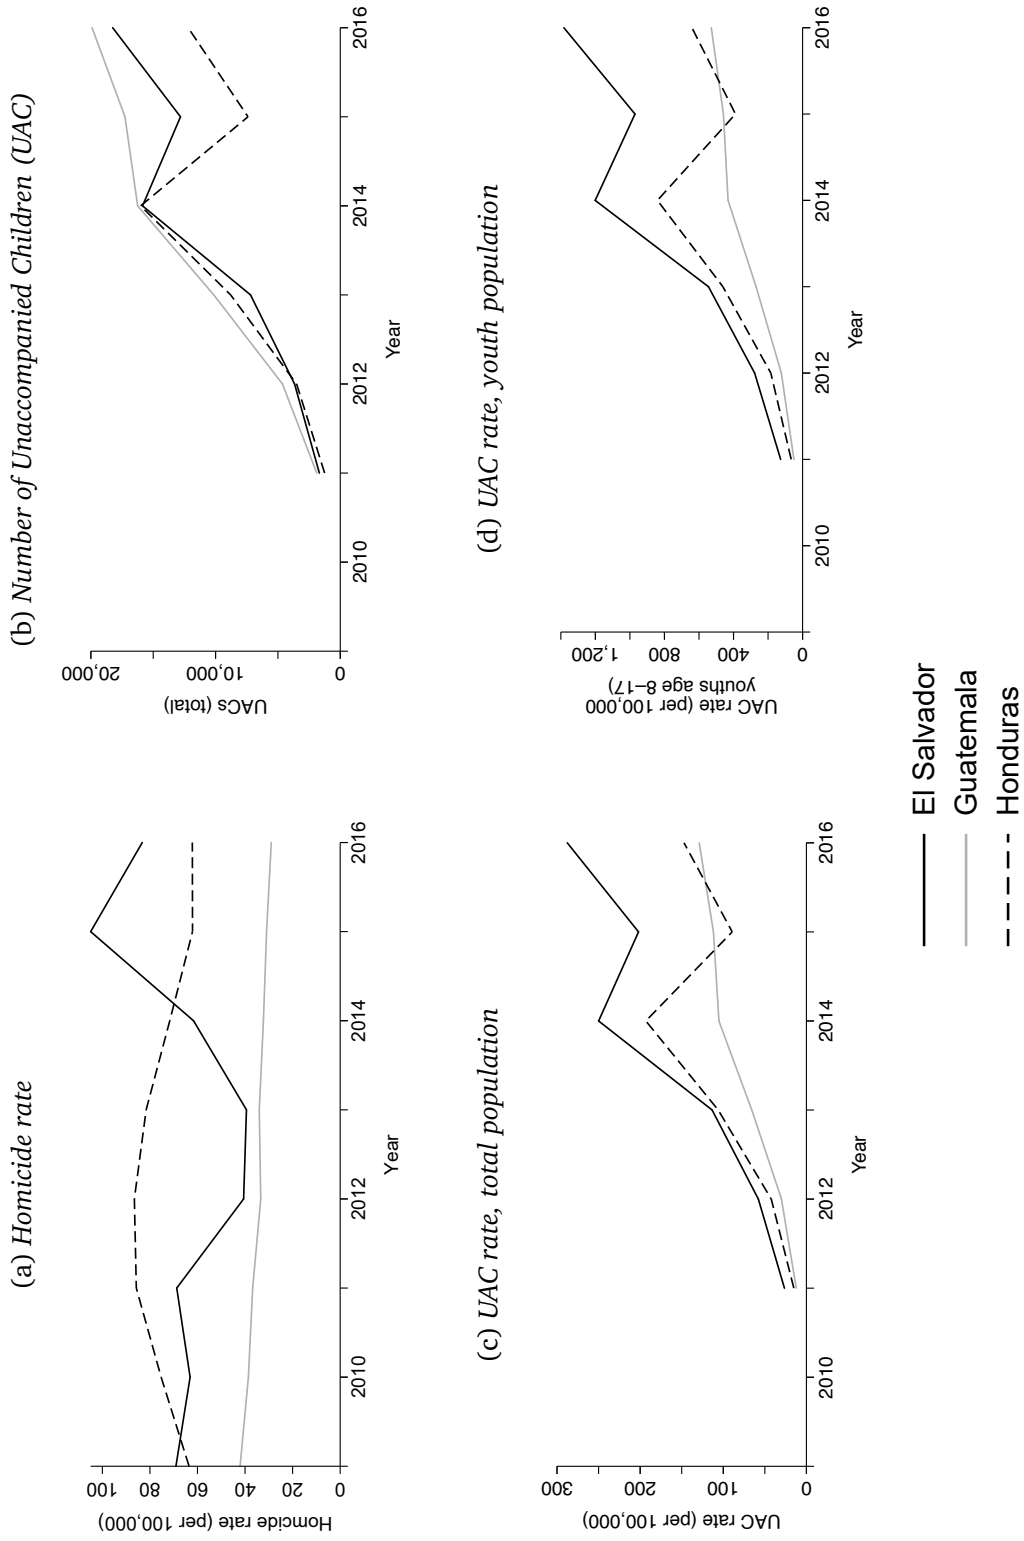 (a) Homicide rate
Homcide rate (per 100,000)
100
80
60
40
20
0
2010
2012
2014
2016
Year
(b) Number of Unaccompanied Children (UAC)
UACs (total)
20,000
10,000
0
2010
2012
2014
2016
Year
(c) UAC rate, total population
UAC rate (per 100,000)
300
200
100
0
2010
2012
2014
2016
Year
(d) UAC rate, youth population
UAC rate (per 100,000
youths age 8–17)
1,200
800
400
0
2010
2012
2014
2016
Year
El Salvador
Guatemala
Honduras